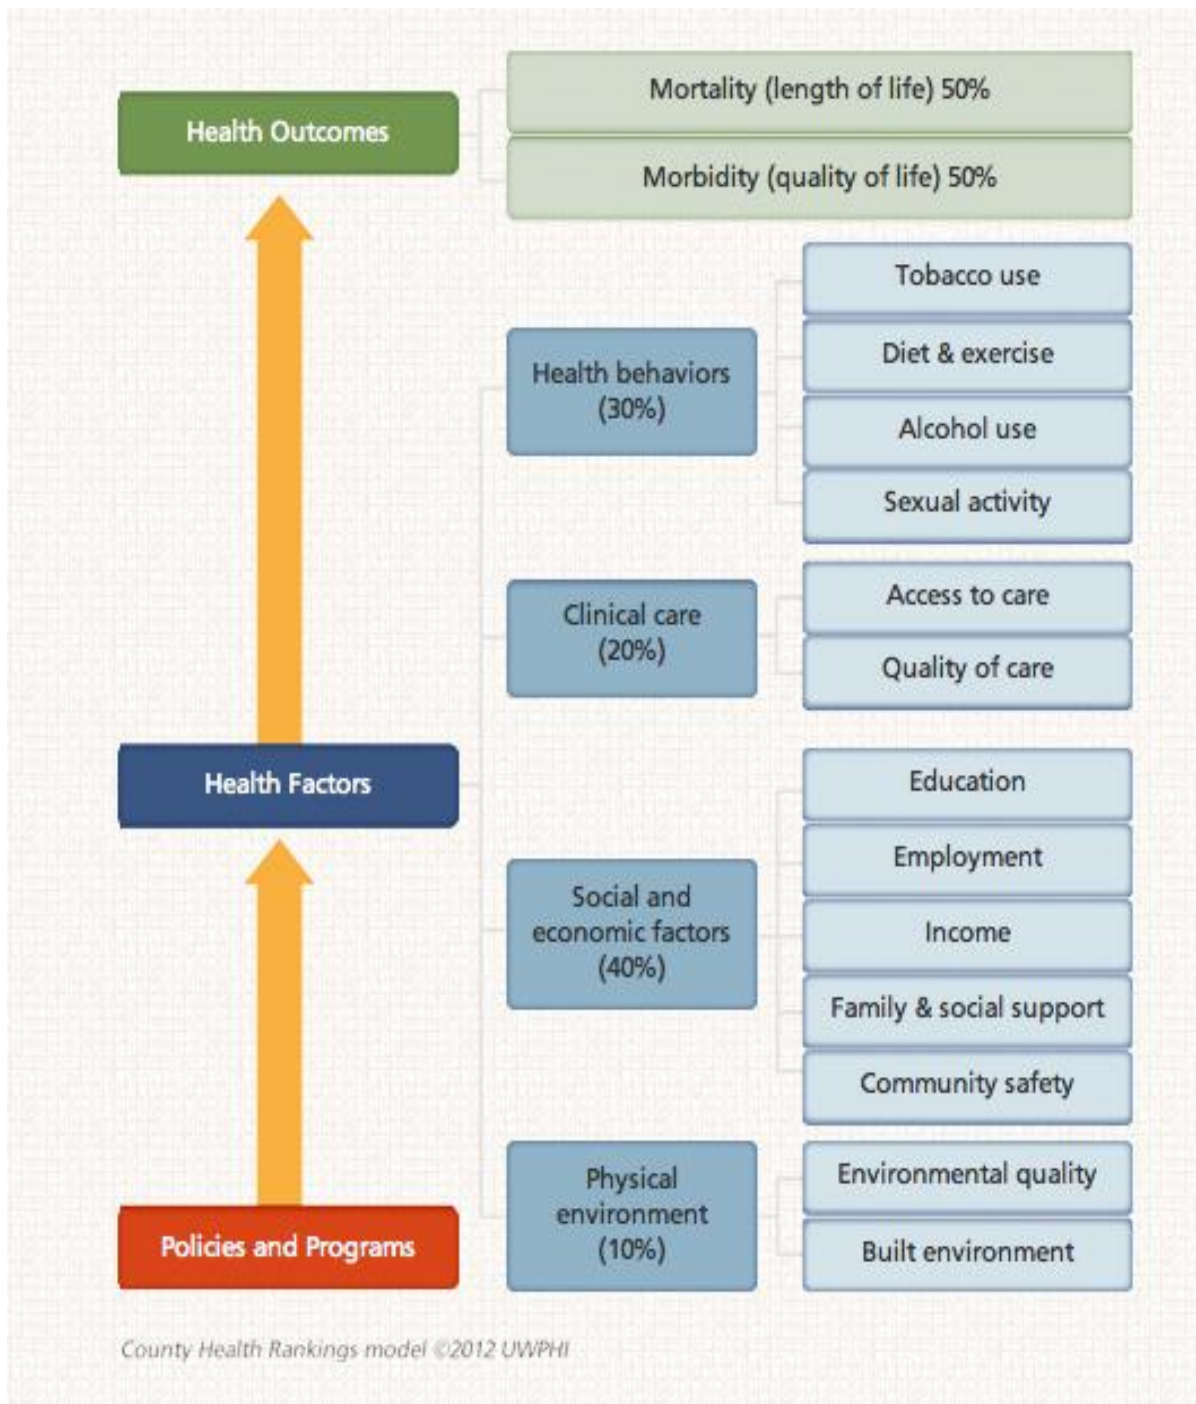 Health Outcomes
Mortality (length of life) 50%
Morbidity (quality of life) 50%
Health Factors
Health behaviors
(30%)
Tobacco use
Diet & exercise
Alcohol use
Sexual activity
Clinical care
(20%)
Access to care
Quality of care
Social and
economic factors
(40%)
Education
Employment
Income
Family & social support
Community safety
Physical
environment
(10%)
Environmental quality
Built environment
Policies and Programs
County Health Rankings model ©2012 UWPHI